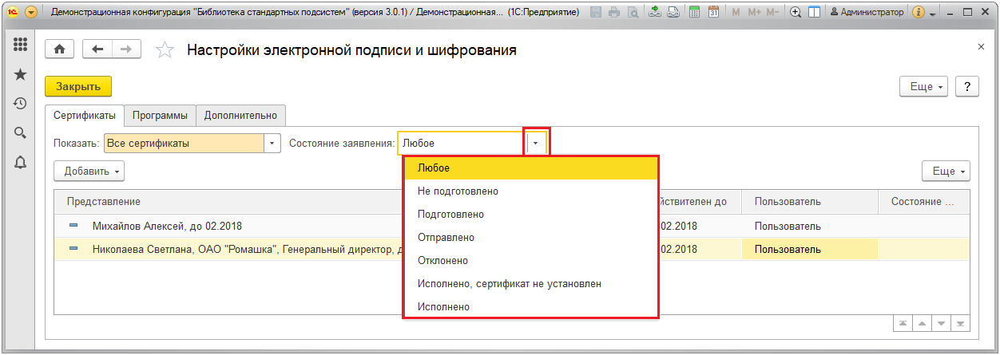 Демонстрационная конфигурация "Библиотека стандартных подсистем" (версия 3.0.1) / Демонстрационная... (1С:Предприятие)
M M+ M- Администратор
Настройки электронной подписи и шифрования
Закрыть Еще ?
Сертификаты Программы Дополнительно
Показать: Все сертификаты Состояние заявления: Любое
Добавить Еще
Любое
Не подготовлено
Подготовлено
Отправлено
Отклонено
Исполнено, сертификат не установлен
Исполнено
Представление йствителен до Пользователь Состояние ...
Михайлов Алексей, до 02.2018 02.2018 Пользователь
Николаева Светлана, ОАО "Ромашка", Генеральный директор, д 02.2018 Пользователь